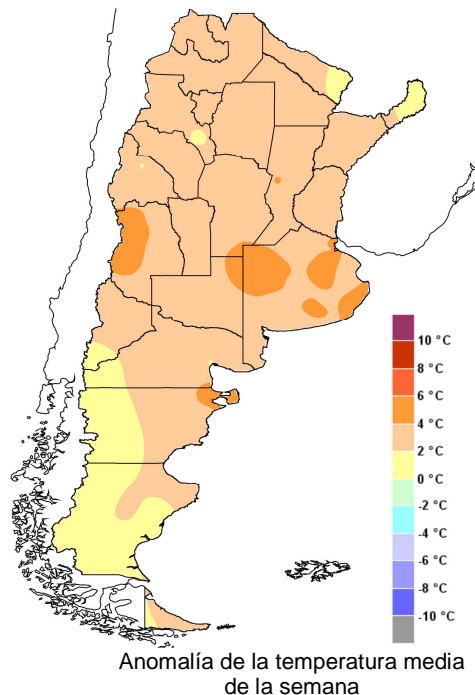 10 °C
8 °C
6 °C
4 °C
2 °C
0 °C
-2 °C
-4 °C
-6 °C
-8 °C
-10 °C
Anomalía de la temperatura media
de la semana